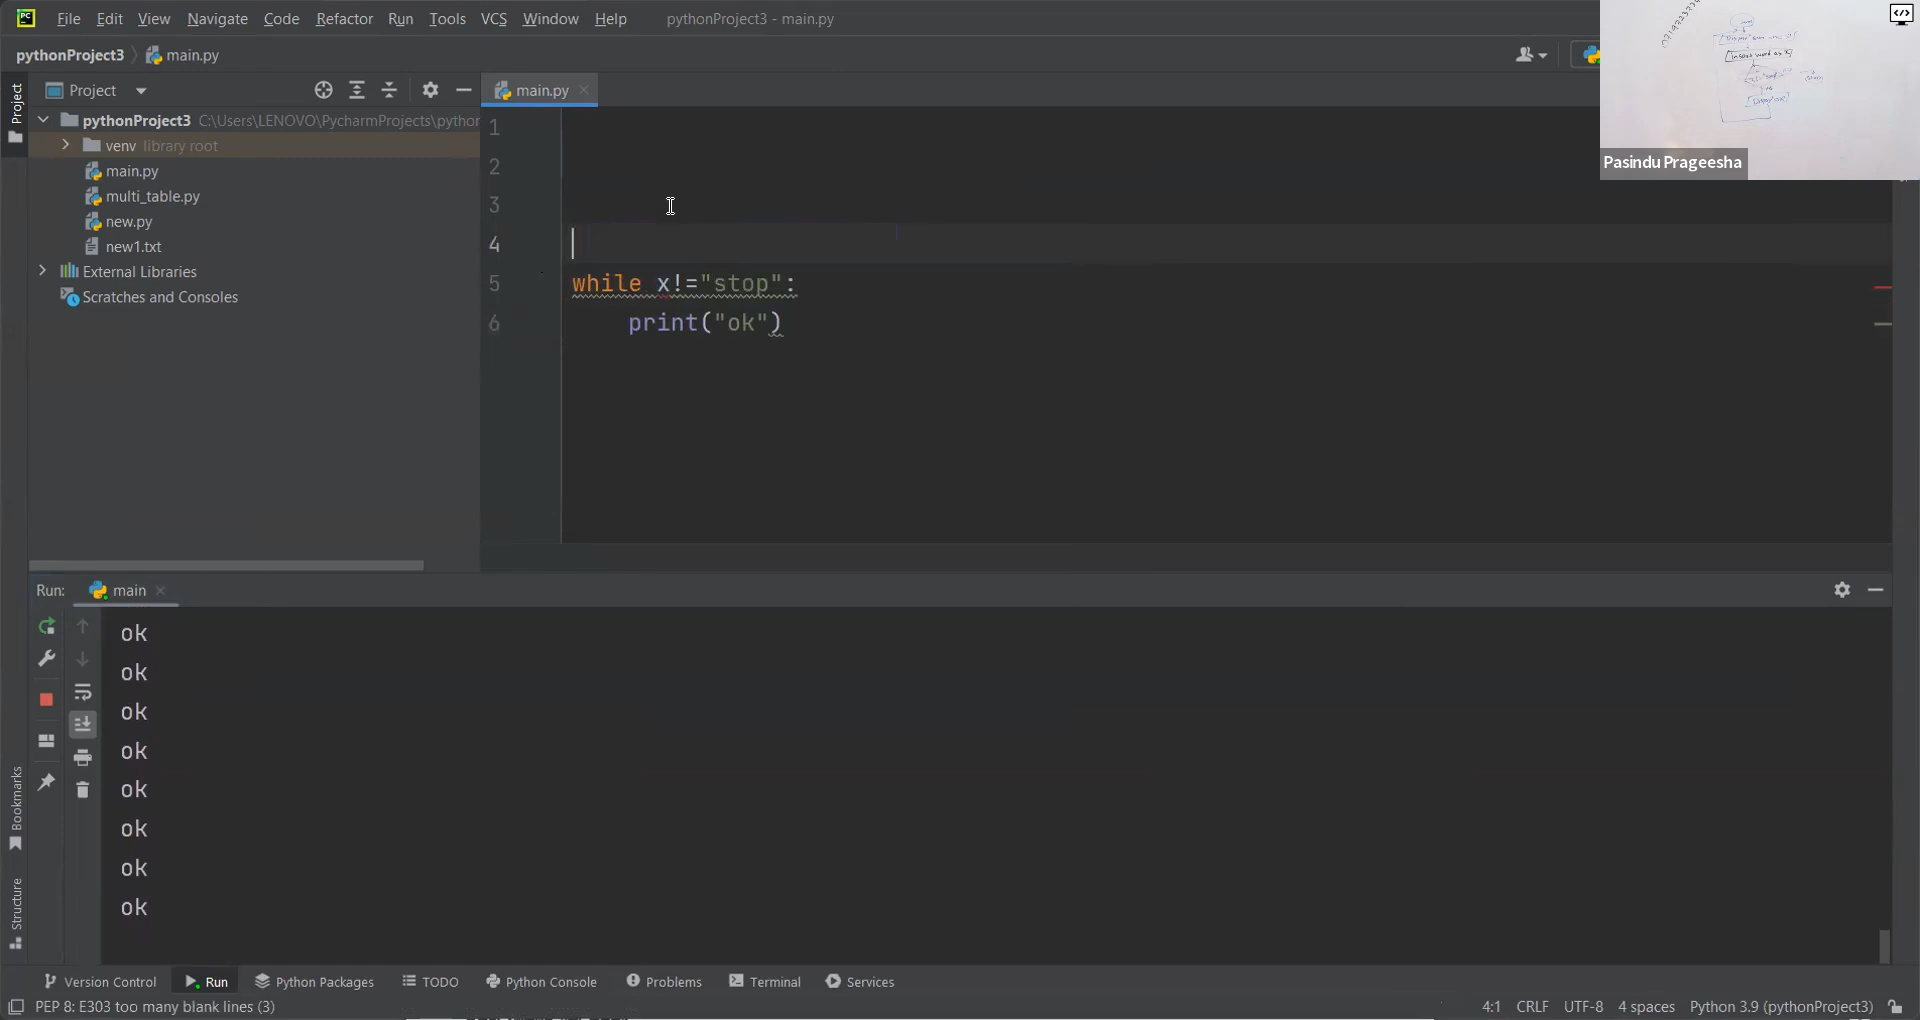 File Edit View Navigate Code Refactor Run Tools VCS Window Help pythonProject3 - main.py
pythonProject3 main.py
Project
Project main.py
pythonProject3 C:\Users\LENOVO\PycharmProjects\python
venv library root
main.py
multi_table.py
new.py
new1.txt
External Libraries
Scratches and Consoles
1
2
3
4
5 while x!="stop":
6 print("ok")
Pasindu Prageesha
Run: main
ok
ok
ok
ok
ok
ok
ok
ok
Bookmarks
Structure
Version Control Run Python Packages TODO Python Console Problems Terminal Services
PEP 8: E303 too many blank lines (3) 4:1 CRLF UTF-8 4 spaces Python 3.9 (pythonProject3)